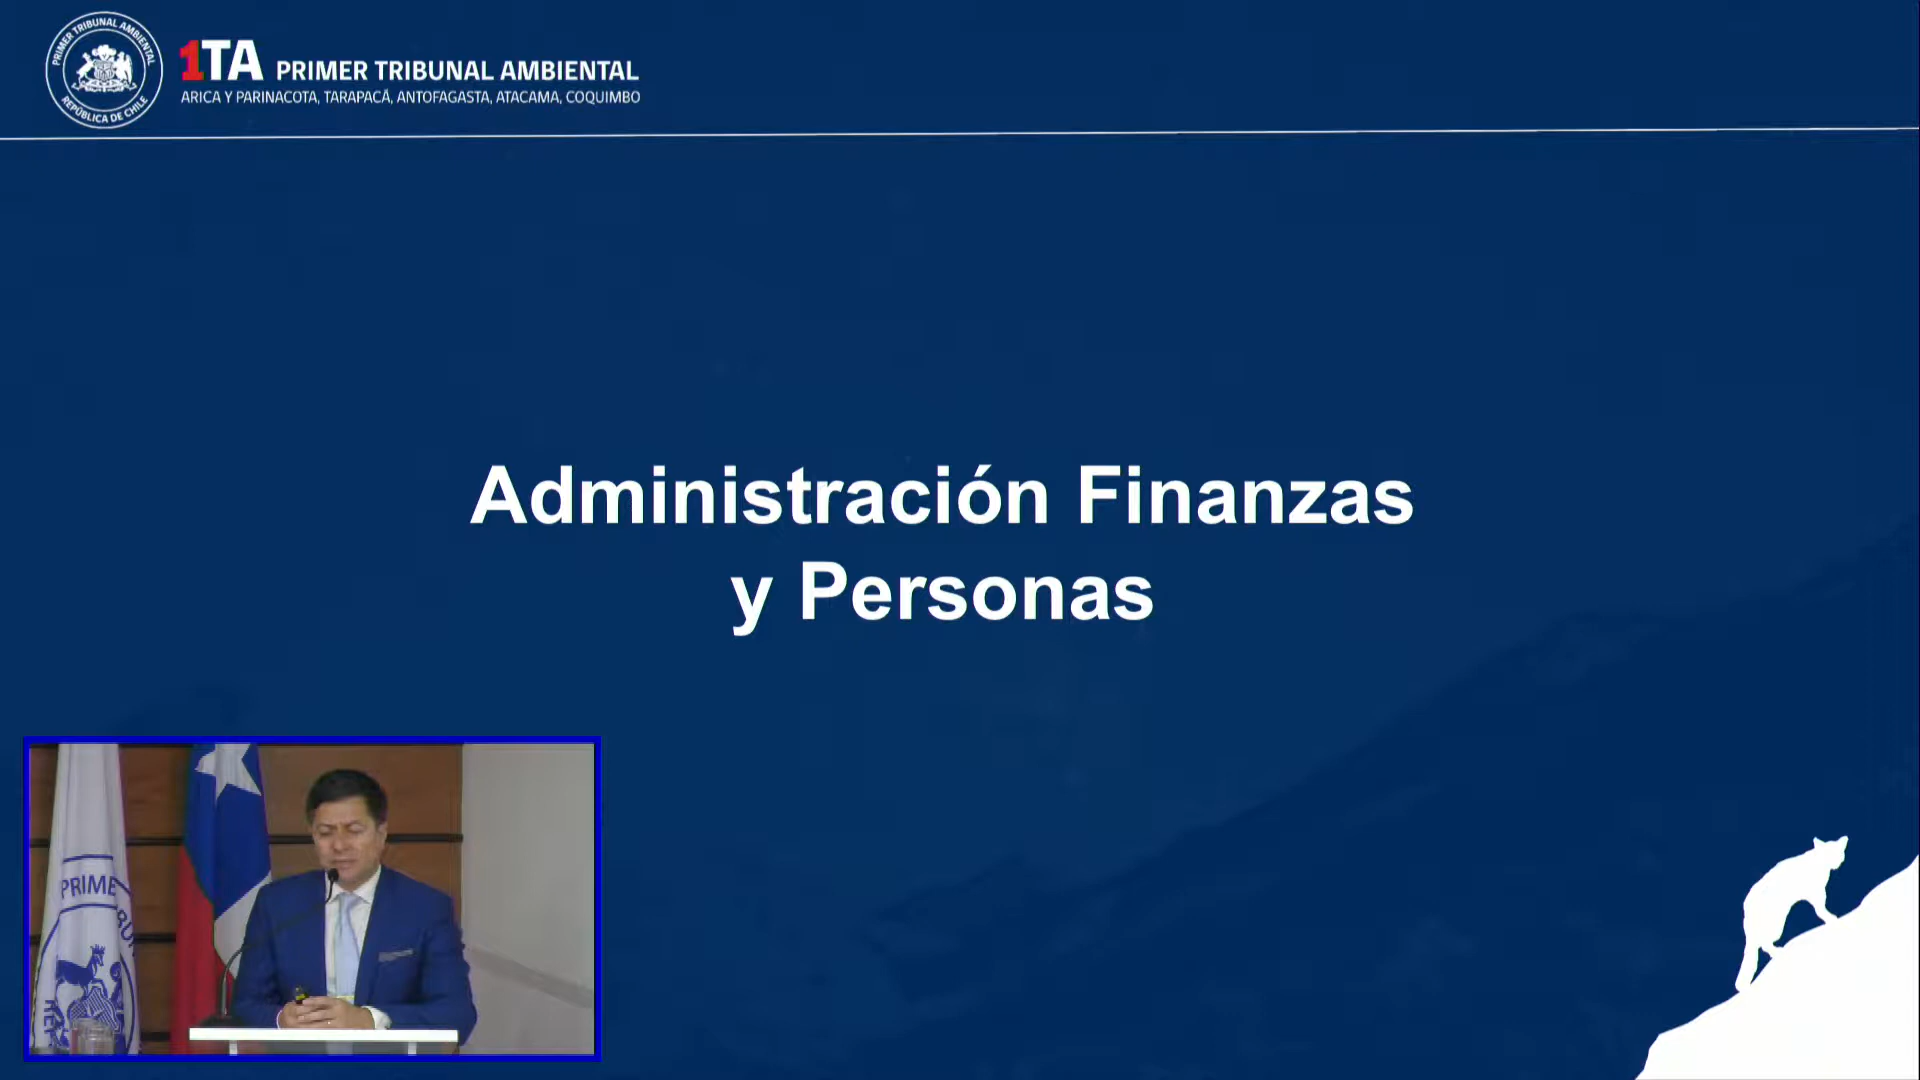 PRIMER TRIBUNAL AMBIENTAL
REPÚBLICA DE CHILE
1TA PRIMER TRIBUNAL AMBIENTAL
ARICA Y PARINACOTA, TARAPACÁ, ANTOFAGASTA, ATACAMA, COQUIMBO
Administración Finanzas
y Personas
PRIME
BUN